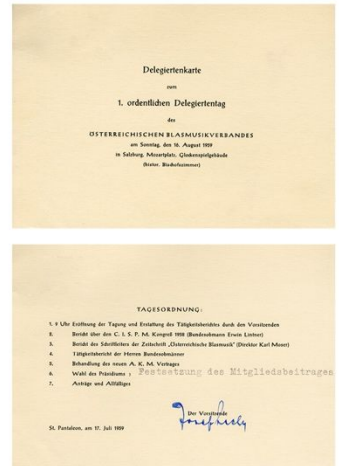 Delegiertenkarte
zum
1. ordentlichen Delegiertentag
des
ÖSTERREICHISCHEN BLASMUSIKVERBANDES
am Sonntag, den 16. August 1959
in Salzburg, Mozartplatz, Glockenspielgebäude
(histor. Bischofszimmer)
TAGESORDNUNG:
1. 9 Uhr Eröffnung der Tagung und Erstattung des Tätigkeitsberichtes durch den Vorsitzenden
2. Bericht über den C. I. S. P. M. Kongreß 1958 (Bundesobmann Erwin Lintner)
3. Bericht des Schriftleiters der Zeitschrift „Österreichische Blasmusik" (Direktor Karl Moser)
4. Tätigkeitsbericht der Herren Bundesobmänner
5. Behandlung des neuen A. K. M. Vertrages
6. Wahl des Präsidiums ; Festsetzung des Mitgliedsbeitrages
7. Anträge und Allfälliges
Der Vorsitzende
St. Pantaleon, am 17. Juli 1959